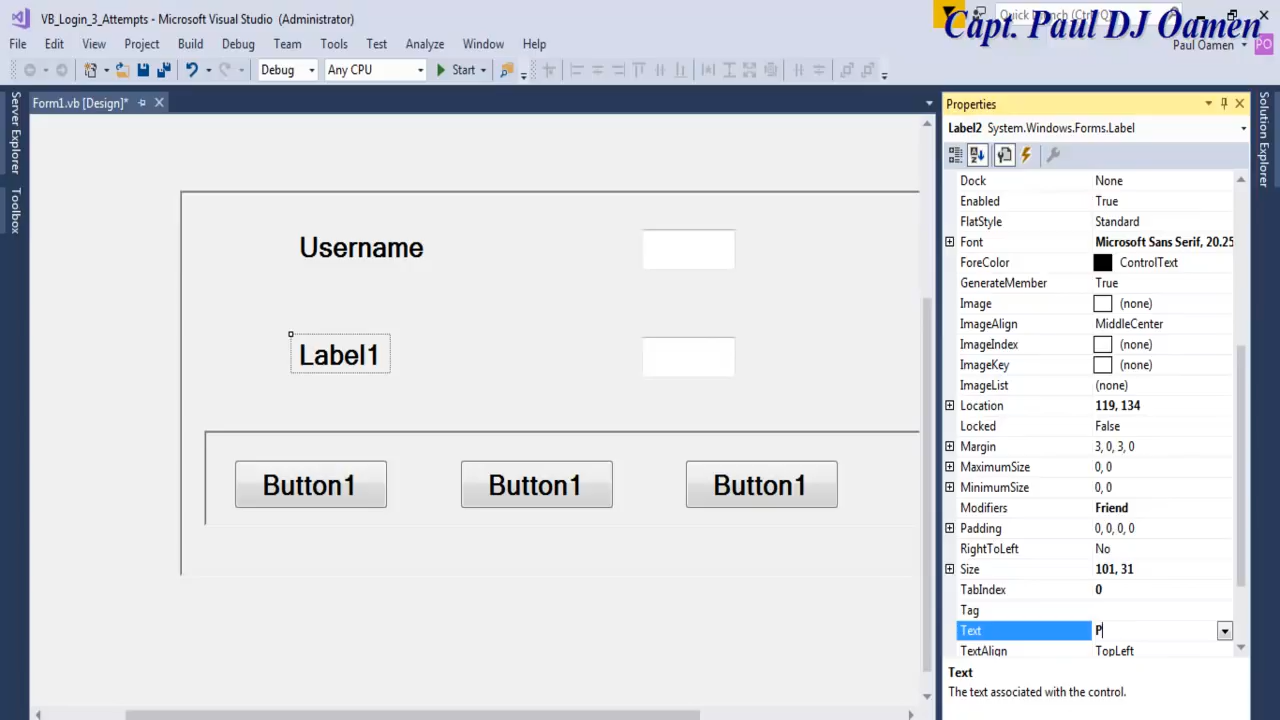 VB_Login_3_Attempts - Microsoft Visual Studio (Administrator)
Quick Launch (Ctrl+Q)
Capt. Paul DJ Oamen
File Edit View Project Build Debug Team Tools Test Analyze Window Help
Paul Oamen PO
Debug Any CPU Start
Server Explorer
Toolbox
Form1.vb [Design]*
Username
Label1
Button1 Button1 Button1
Properties
Label2 System.Windows.Forms.Label
Dock None
Enabled True
FlatStyle Standard
Font Microsoft Sans Serif, 20.25
ForeColor ControlText
GenerateMember True
Image (none)
ImageAlign MiddleCenter
ImageIndex (none)
ImageKey (none)
ImageList (none)
Location 119, 134
Locked False
Margin 3, 0, 3, 0
MaximumSize 0, 0
MinimumSize 0, 0
Modifiers Friend
Padding 0, 0, 0, 0
RightToLeft No
Size 101, 31
TabIndex 0
Tag
Text P
TextAlign TopLeft
Text
The text associated with the control.
Solution Explorer